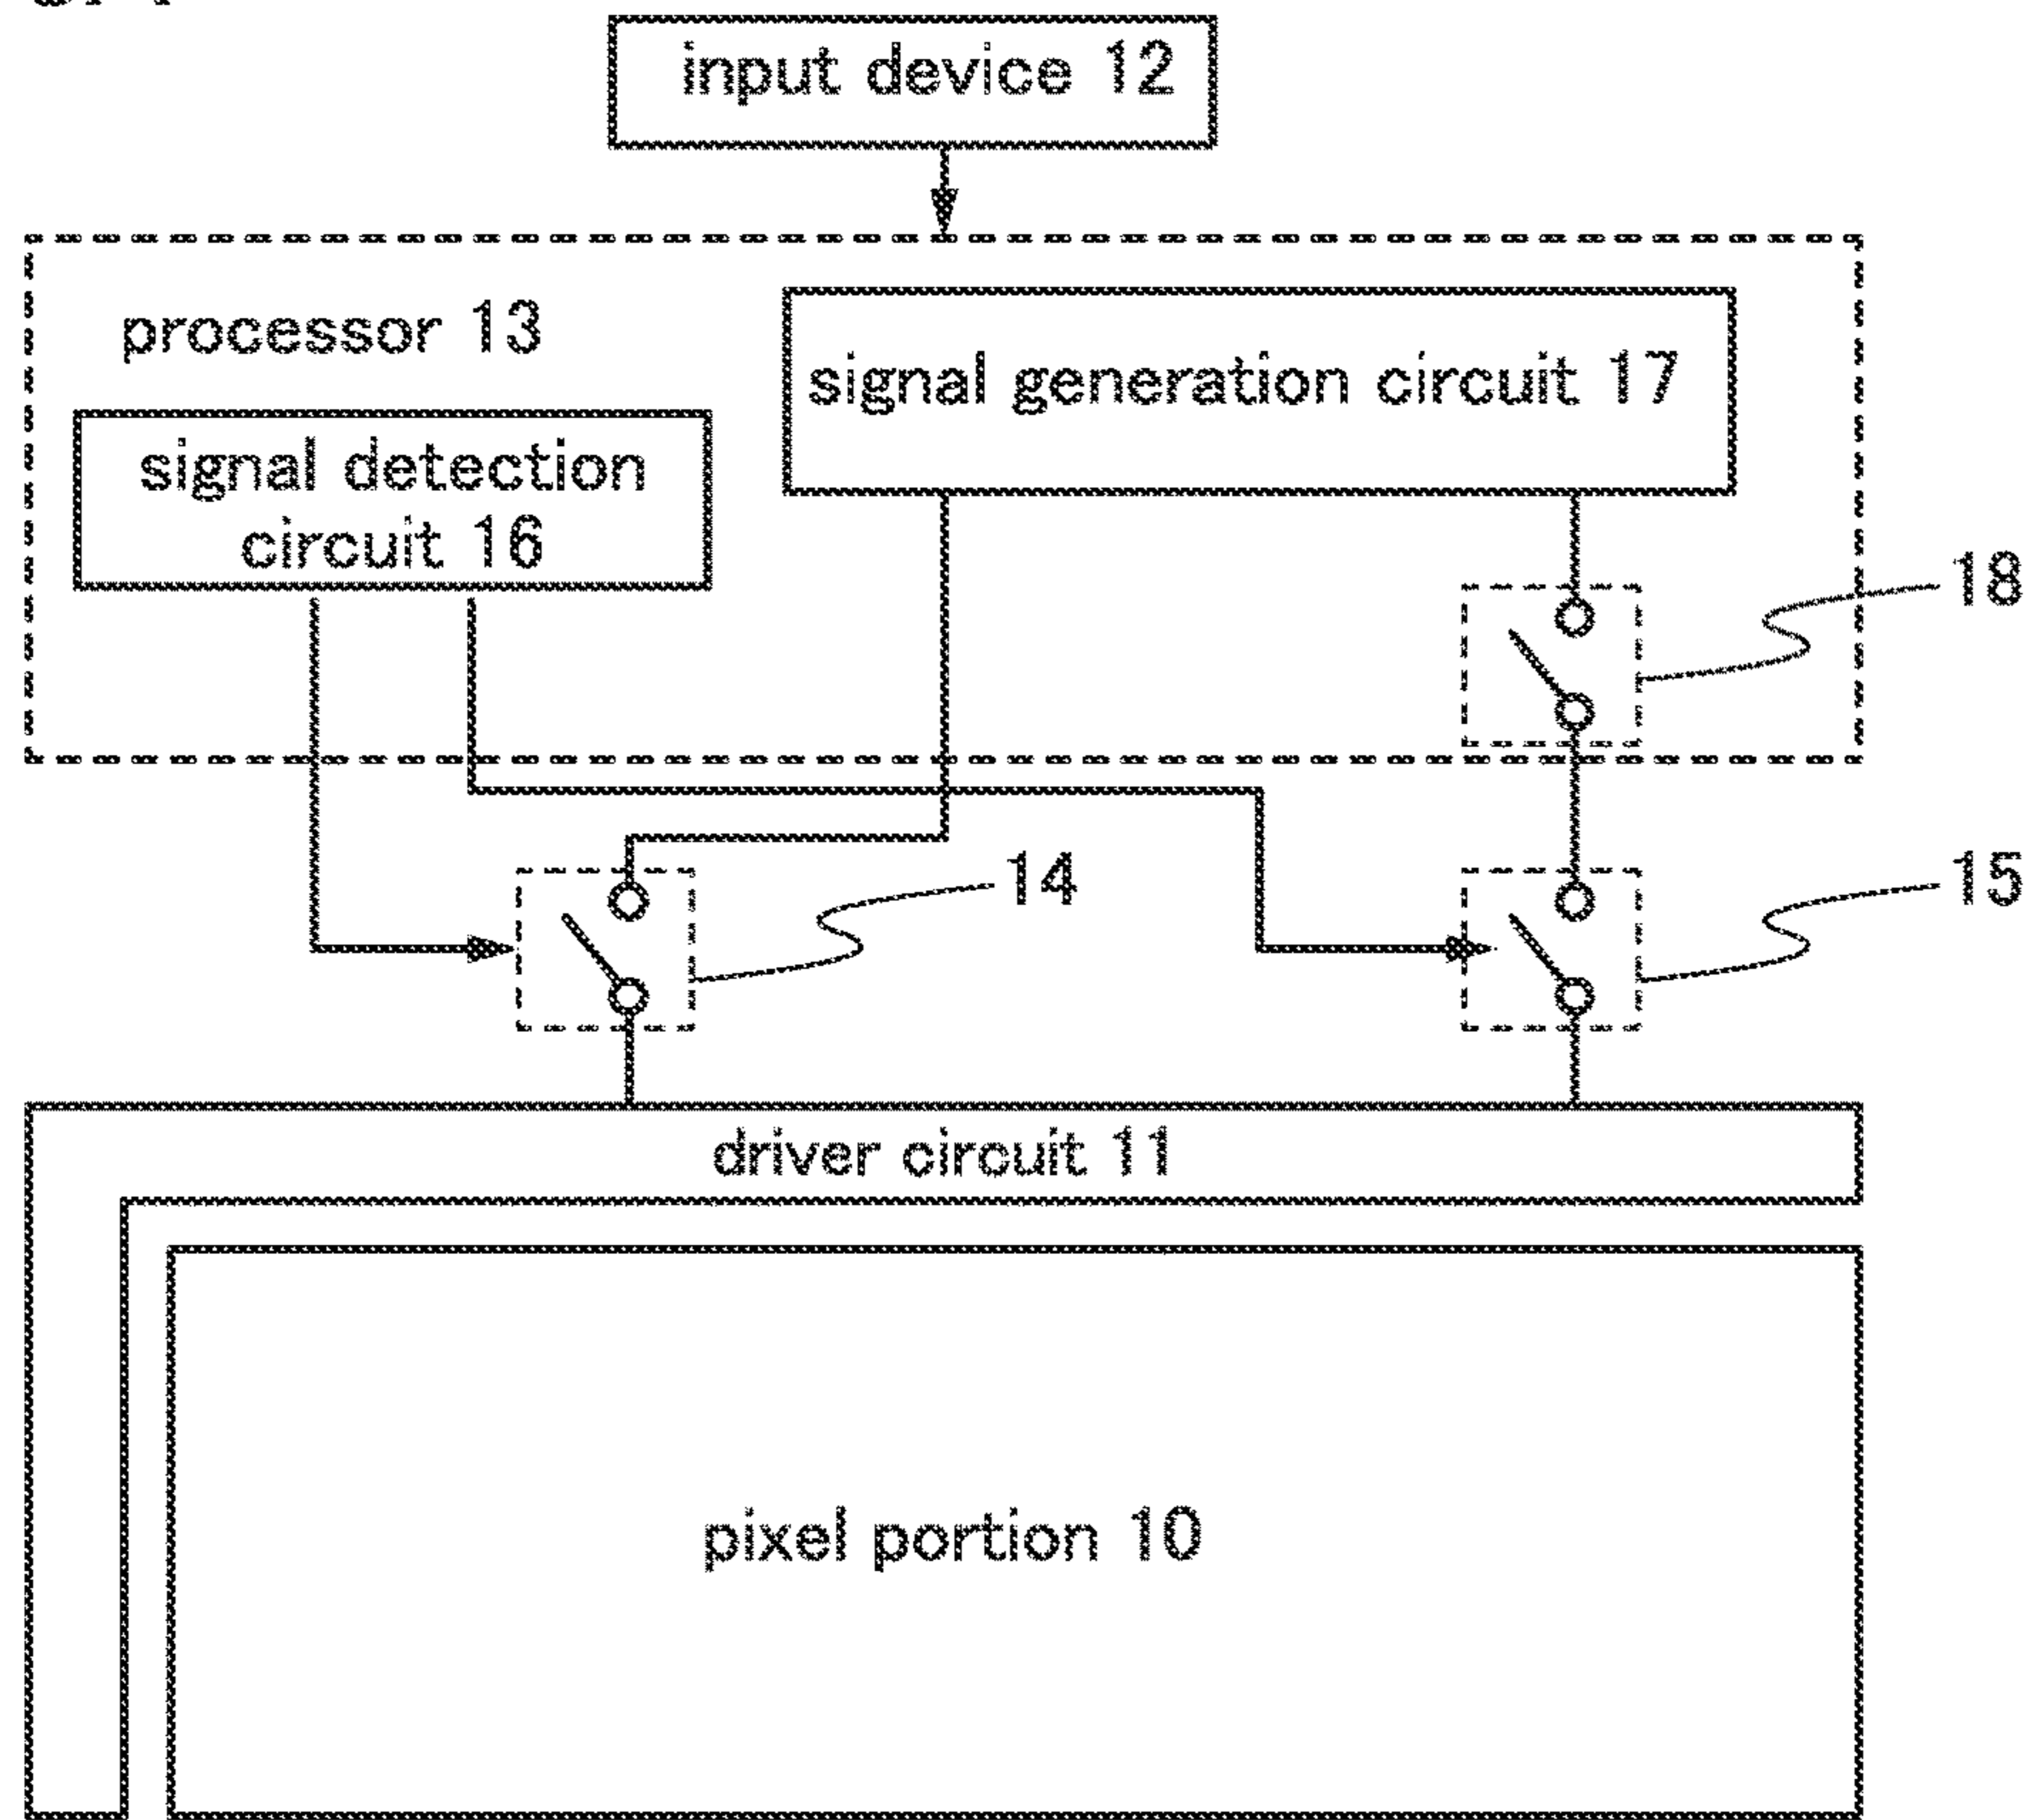 input device 12
processor 13
signal generation circuit 17
signal detection
circuit 16
18
14
15
driver circuit 11
pixel portion 10